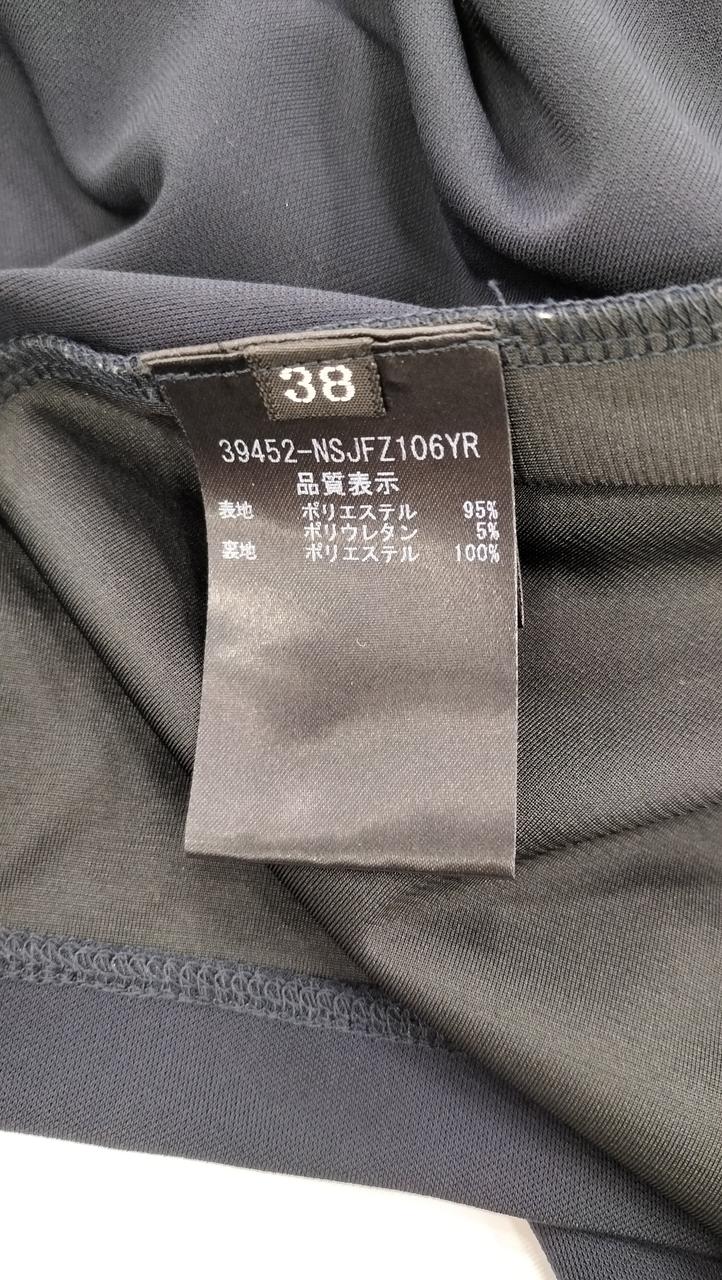 38
39452-NSJFZ106YR
品質表示
表地 ポリエステル 95%
ポリウレタン 5%
裏地 ポリエステル 100%